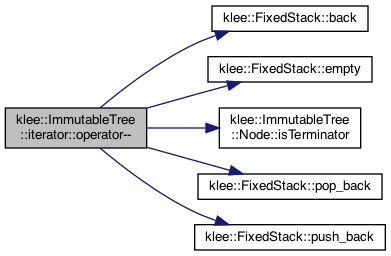 klee::ImmutableTree
::iterator::operator--
klee::FixedStack::back
klee::FixedStack::empty
klee::ImmutableTree
::Node::isTerminator
klee::FixedStack::pop_back
klee::FixedStack::push_back